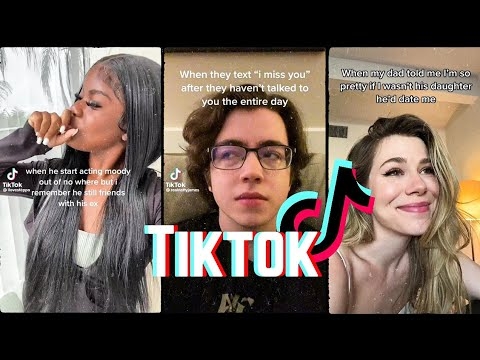 when he start acting moody
out of no where but i
remember he still friends
with his ex
TikTok
When they text “i miss you”
after they haven’t talked to
you the entire day
TikTok
When my dad told me I'm so
pretty if I wasn't his daughter
he'd date me
TikTok
TIKTOK